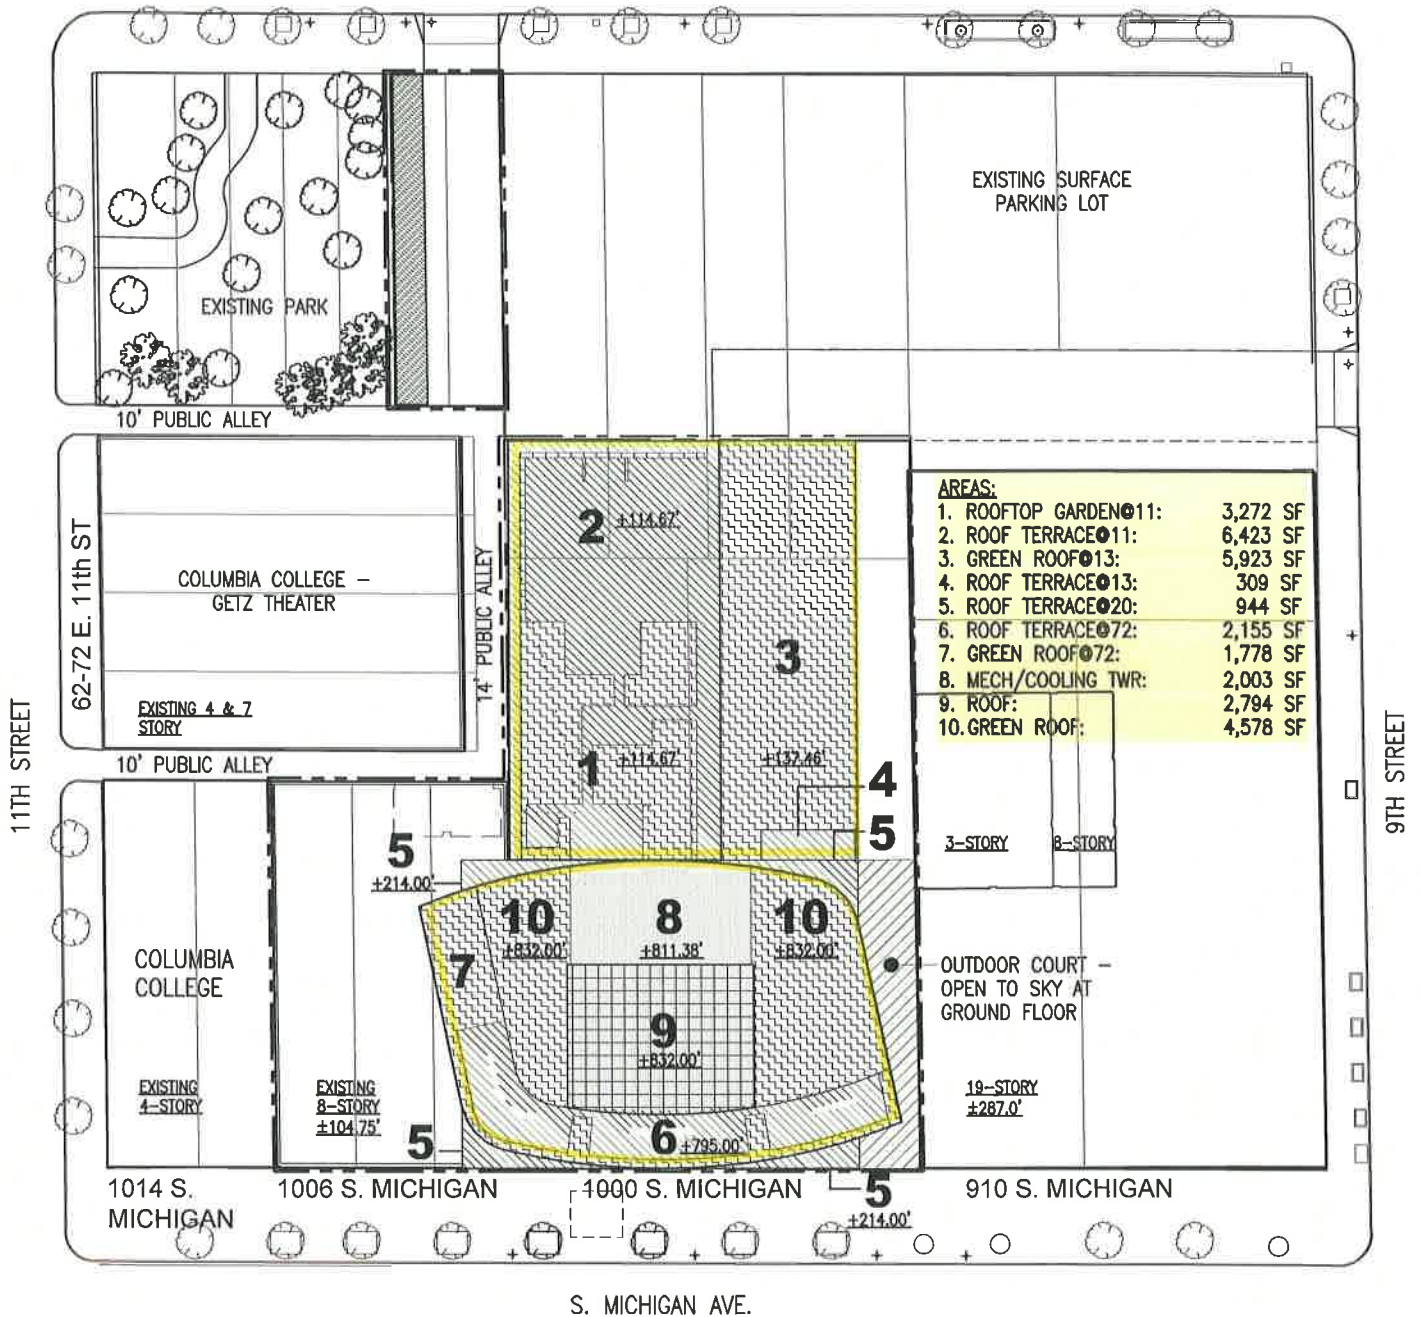 EXISTING SURFACE
PARKING LOT
EXISTING PARK
10' PUBLIC ALLEY
62-72 E. 11th ST
COLUMBIA COLLEGE –
GETZ THEATER
EXISTING 4 & 7
STORY
14' PUBLIC ALLEY
10' PUBLIC ALLEY
11TH STREET
9TH STREET
2
+114.67'
3
1
+114.67'
+137.46'
4
5
AREAS:
1. ROOFTOP GARDEN@11: 3,272 SF
2. ROOF TERRACE@11: 6,423 SF
3. GREEN ROOF@13: 5,923 SF
4. ROOF TERRACE@13: 309 SF
5. ROOF TERRACE@20: 944 SF
6. ROOF TERRACE@72: 2,155 SF
7. GREEN ROOF@72: 1,778 SF
8. MECH/COOLING TWR: 2,003 SF
9. ROOF: 2,794 SF
10. GREEN ROOF: 4,578 SF
3-STORY
8-STORY
5
+214.00'
10
+832.00'
8
+811.38'
10
+832.00'
7
9
+832.00'
COLUMBIA
COLLEGE
OUTDOOR COURT –
OPEN TO SKY AT
GROUND FLOOR
EXISTING
4-STORY
EXISTING
8-STORY
±104.75'
19-STORY
±287.0'
5
6
+795.00'
5
+214.00'
1014 S.
MICHIGAN
1006 S. MICHIGAN
1000 S. MICHIGAN
910 S. MICHIGAN
S. MICHIGAN AVE.